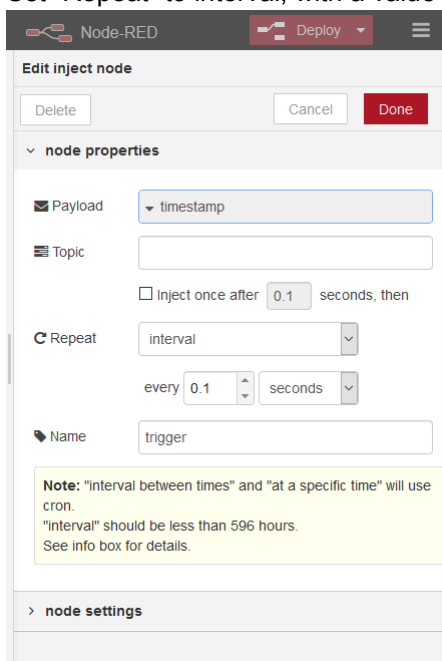 Set "Repeat" to interval, with a value
Node-RED
Deploy
Edit inject node
Delete
Cancel
Done
node properties
Payload
timestamp
Topic
Inject once after 0.1 seconds, then
Repeat
interval
every 0.1 seconds
Name
trigger
Note: "interval between times" and "at a specific time" will use
cron.
"interval" should be less than 596 hours.
See info box for details.
node settings